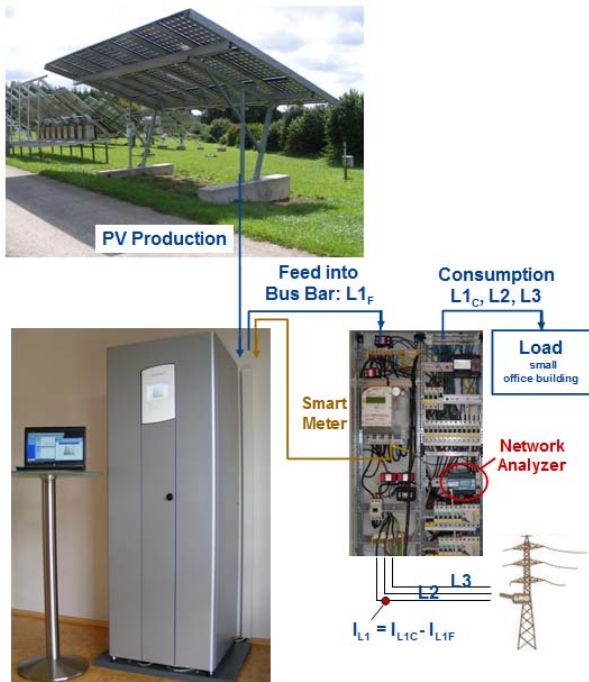 PV Production
Feed into
Bus Bar: L1F
Consumption
L1C, L2, L3
Load
small
office building
Smart
Meter
Network
Analyzer
L3
L2
IL1 = IL1C- IL1F